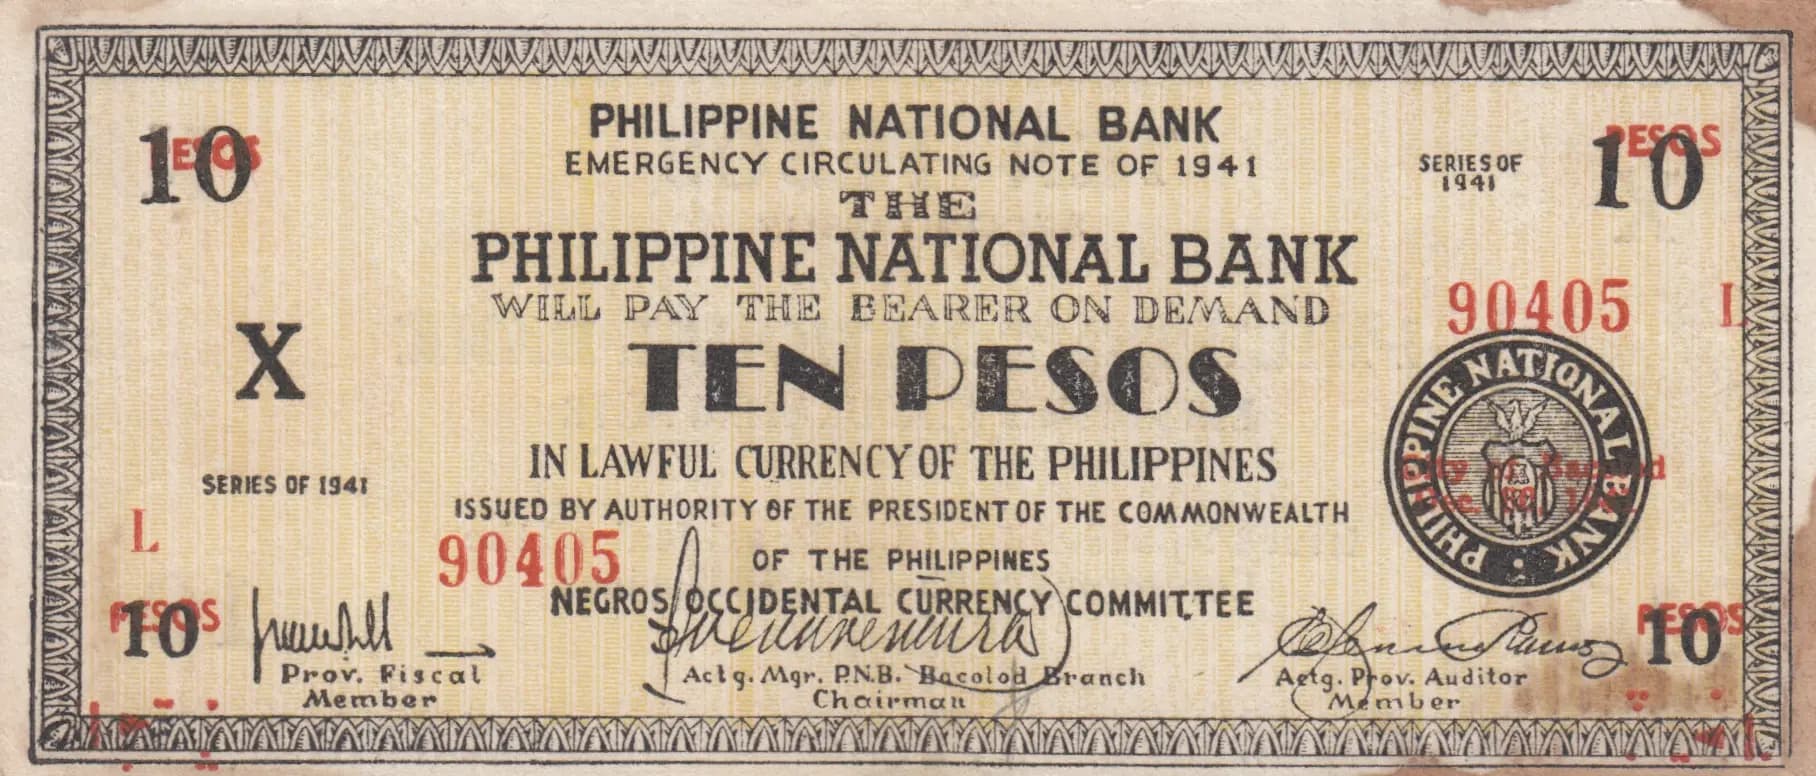 PHILIPPINE NATIONAL BANK
EMERGENCY CIRCULATING NOTE OF 1941
10 PESOS
SERIES OF
1941
10 PESOS
THE
PHILIPPINE NATIONAL BANK
WILL PAY THE BEARER ON DEMAND
90405 L
X
TEN PESOS
PHILIPPINE NATIONAL BANK
IN LAWFUL CURRENCY OF THE PHILIPPINES
SERIES OF 1941
ISSUED BY AUTHORITY OF THE PRESIDENT OF THE COMMONWEALTH
L
90405
OF THE PHILIPPINES
NEGROS OCCIDENTAL CURRENCY COMMITTEE
10 PESOS
10 PESOS
Prov. Fiscal
Member
Actg. Mgr. P.N.B. Bacolod Branch
Chairman
Actg. Prov. Auditor
Member